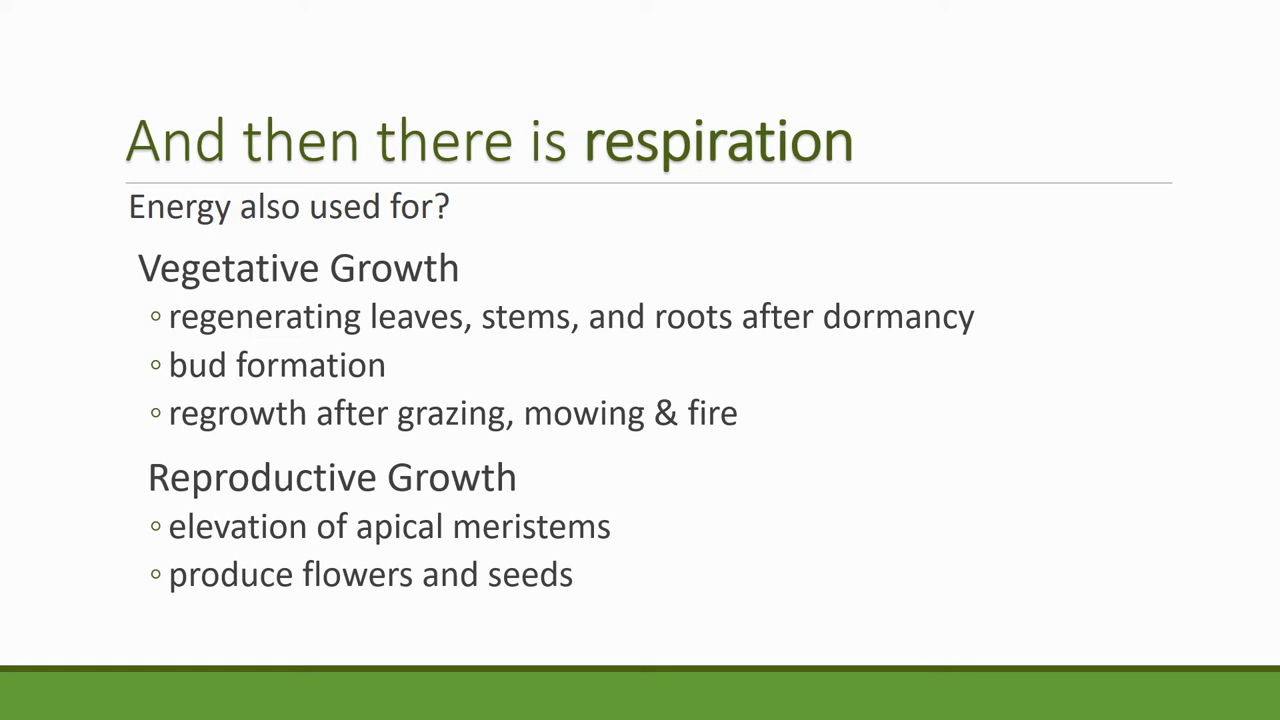 And then there is respiration
Energy also used for?
Vegetative Growth
◦ regenerating leaves, stems, and roots after dormancy
◦ bud formation
◦ regrowth after grazing, mowing & fire
Reproductive Growth
◦ elevation of apical meristems
◦ produce flowers and seeds